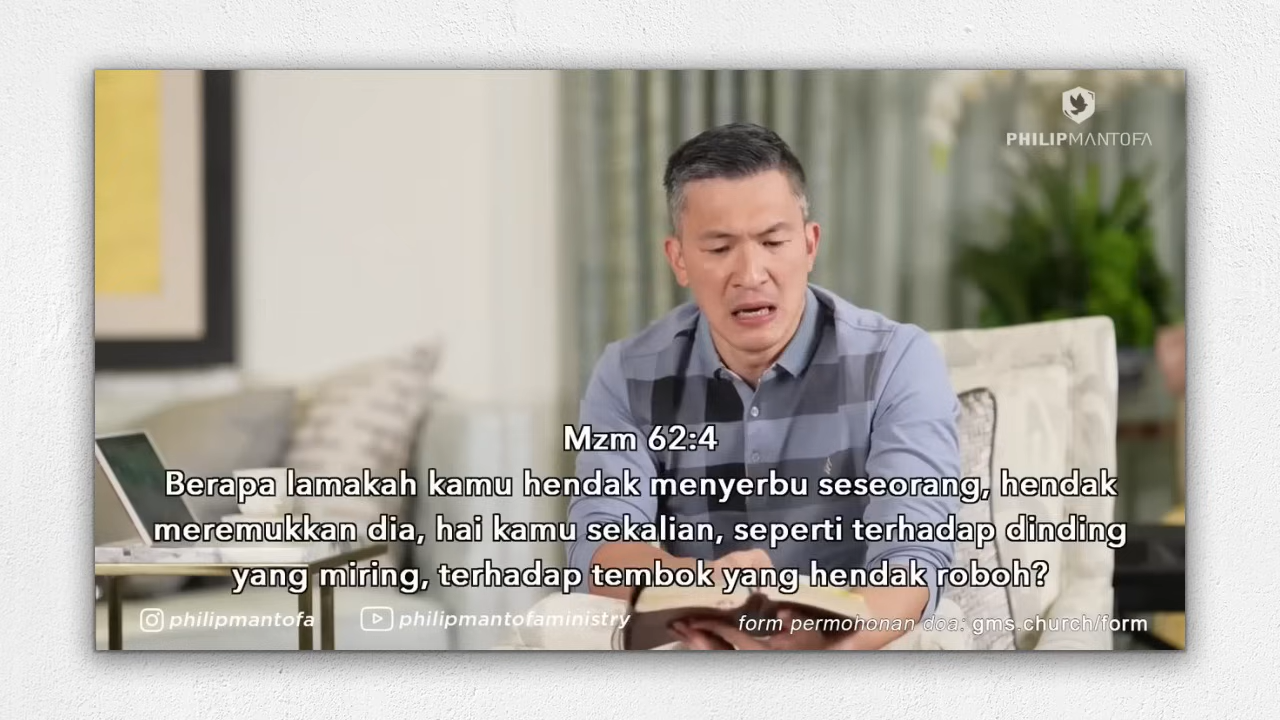 PHILIPMANTOFA
Mzm 62:4
Berapa lamakah kamu hendak menyerbu seseorang, hendak
meremukkan dia, hai kamu sekalian, seperti terhadap dinding
yang miring, terhadap tembok yang hendak roboh?
philipmantofa philipmantofaministry form permohonan doa: gms.church/form